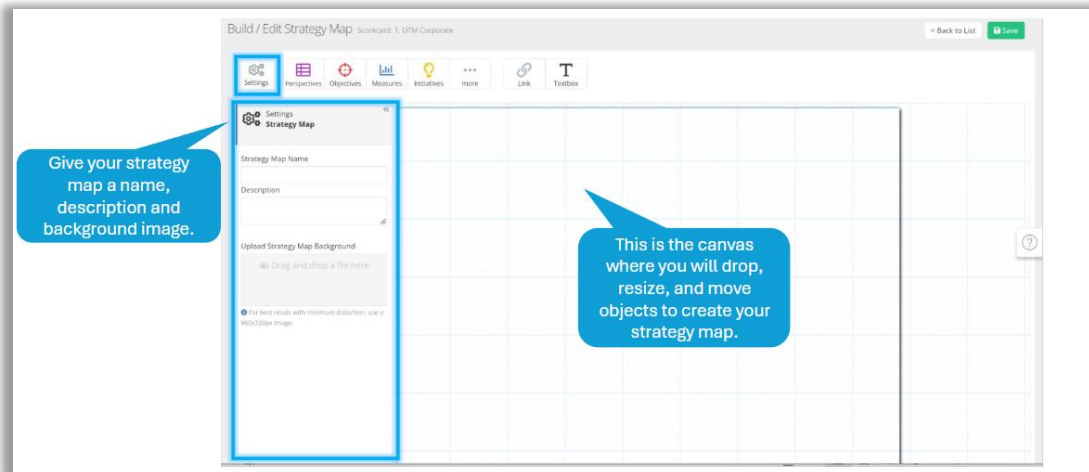 Build / Edit Strategy Map Scorecard: 1. OTM Corporate
< Back to List
Save
Settings
Perspectives
Objectives
Measures
Initiatives
more
Link
Textbox
Settings
Strategy Map
Strategy Map Name
Description
Upload Strategy Map Background
Drag and drop a file here
For best results with minimum distortion, use a
960x720px image.
Give your strategy
map a name,
description and
background image.
This is the canvas
where you will drop,
resize, and move
objects to create your
strategy map.
?